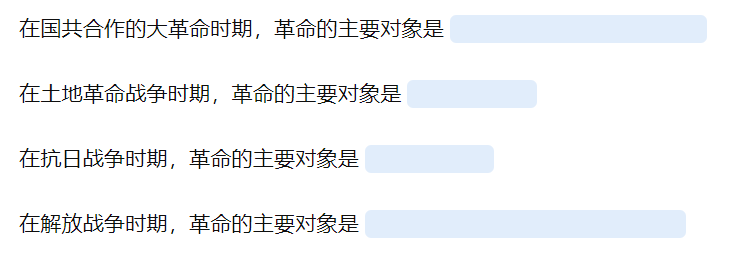 在国共合作的大革命时期，革命的主要对象是
在土地革命战争时期，革命的主要对象是
在抗日战争时期，革命的主要对象是
在解放战争时期，革命的主要对象是